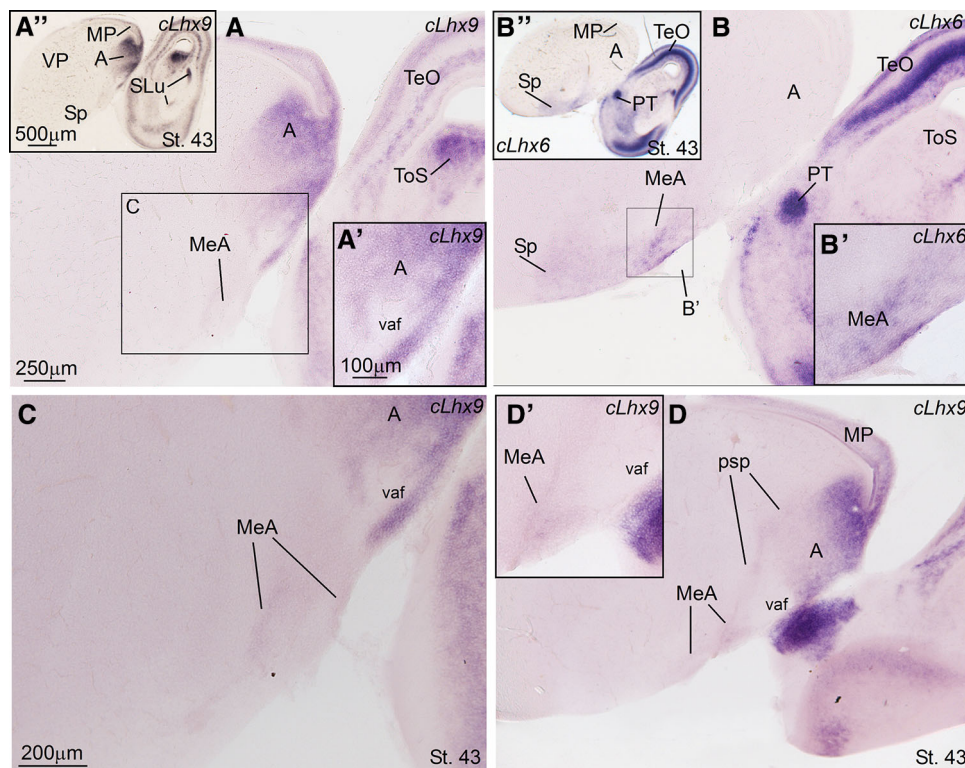 A’’
cLhx9
MP
VP
A
SLu
Sp
500µm
St. 43
A
cLhx9
TeO
A
ToS
C
MeA
250µm
A’
cLhx9
A
vaf
100µm
B’’
MP
TeO
A
Sp
PT
cLhx6
St. 43
B
cLhx6
TeO
A
ToS
PT
MeA
Sp
B’
B’
cLhx6
MeA
C
cLhx9
A
vaf
MeA
200µm
St. 43
D’
cLhx9
MeA
vaf
D
cLhx9
MP
psp
A
MeA
vaf
St. 43